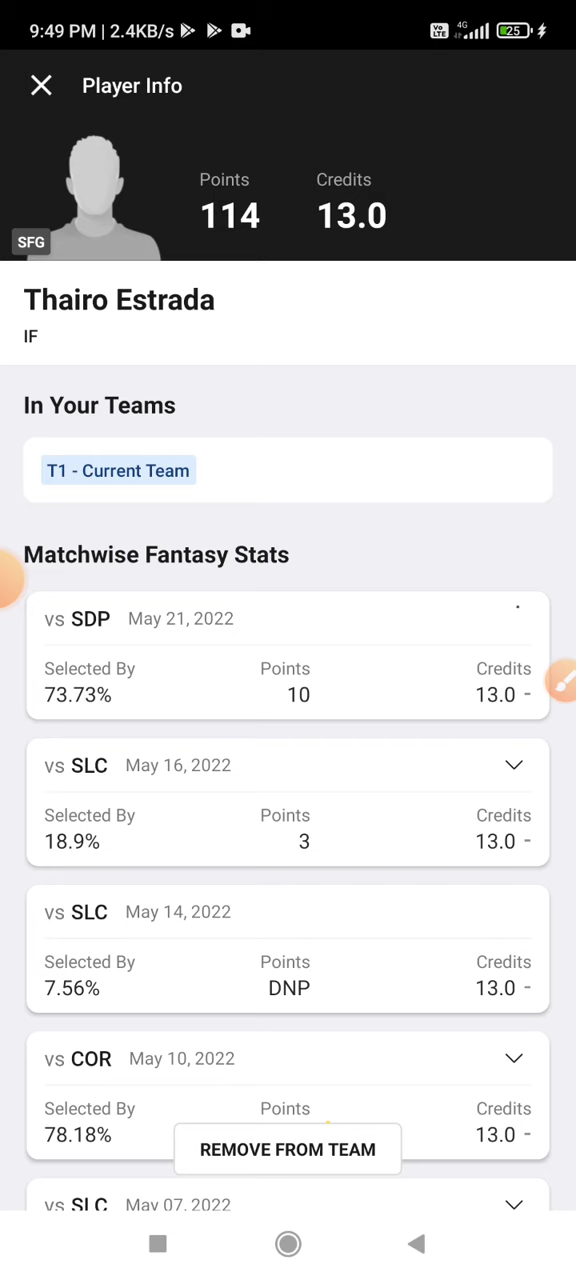 9:49 PM | 2.4KB/s
Vo LTE 4G 25
Player Info
Points Credits
114 13.0
SFG
Thairo Estrada
IF
In Your Teams
T1 - Current Team
Matchwise Fantasy Stats
vs SDP May 21, 2022
Selected By Points Credits
73.73% 10 13.0 -
vs SLC May 16, 2022
Selected By Points Credits
18.9% 3 13.0 -
vs SLC May 14, 2022
Selected By Points Credits
7.56% DNP 13.0 -
vs COR May 10, 2022
Selected By Points Credits
78.18% 13.0 -
REMOVE FROM TEAM
vs SLC May 07, 2022